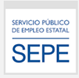 SERVICIO PÚBLICO
DE EMPLEO ESTATAL
SEPE